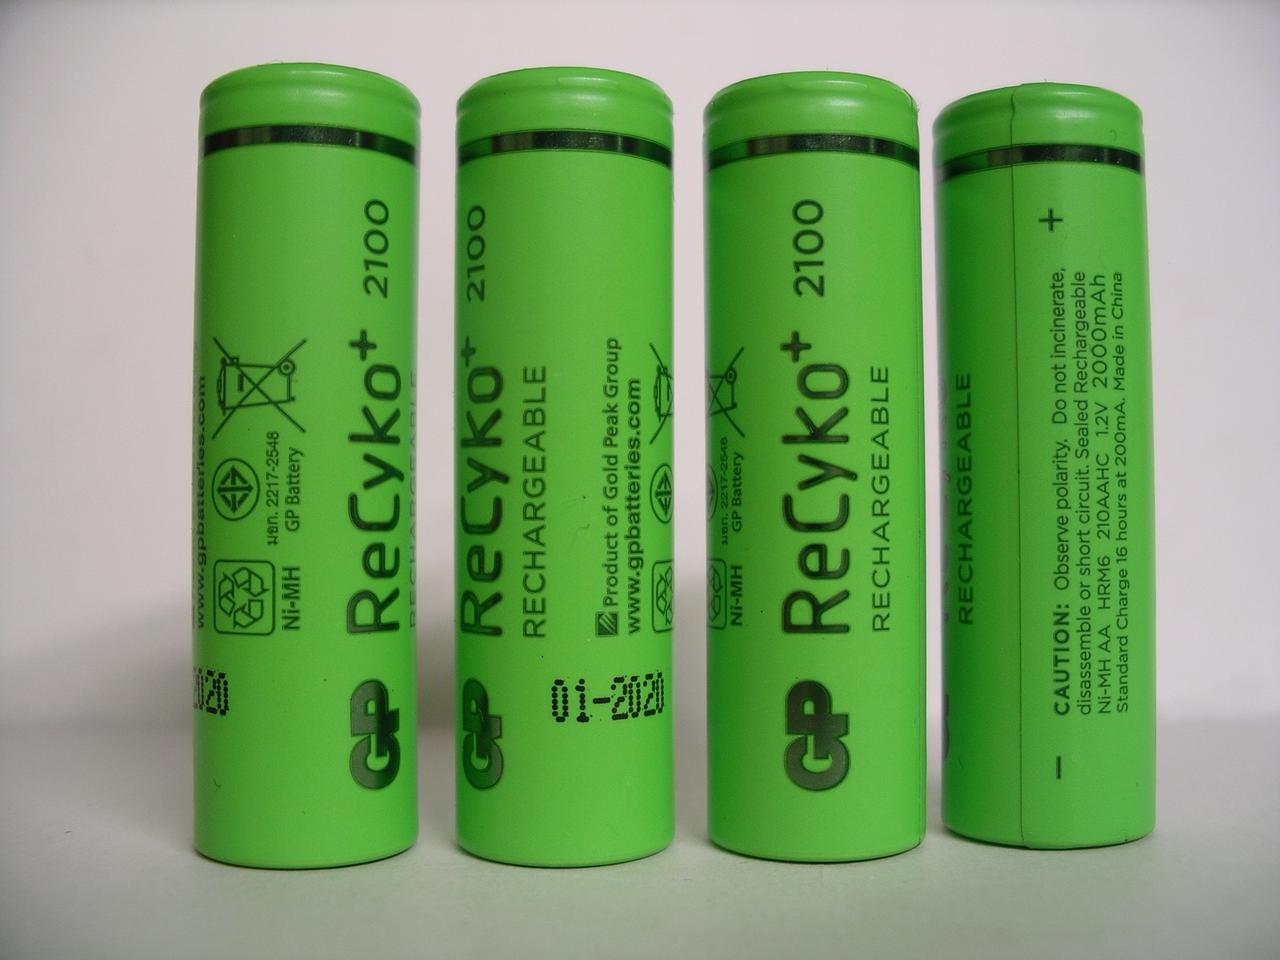 www.gpbatteries.com
มอก. 2217-2548
GP Battery
Ni-MH
2020
GP ReCyko+ 2100
RECHARGEABLE
GP ReCyko+ 2100
RECHARGEABLE
Product of Gold Peak Group
www.gpbatteries.com
01-2020
มอก. 2217-2548
GP Battery
Ni-MH
GP ReCyko+ 2100
RECHARGEABLE
RECHARGEABLE
− +
CAUTION: Observe polarity. Do not incinerate,
disassemble or short circuit. Sealed Rechargeable
Ni-MH AA HRM6 210AAHC 1.2V 2000mAh
Standard Charge 16 hours at 200mA. Made in China